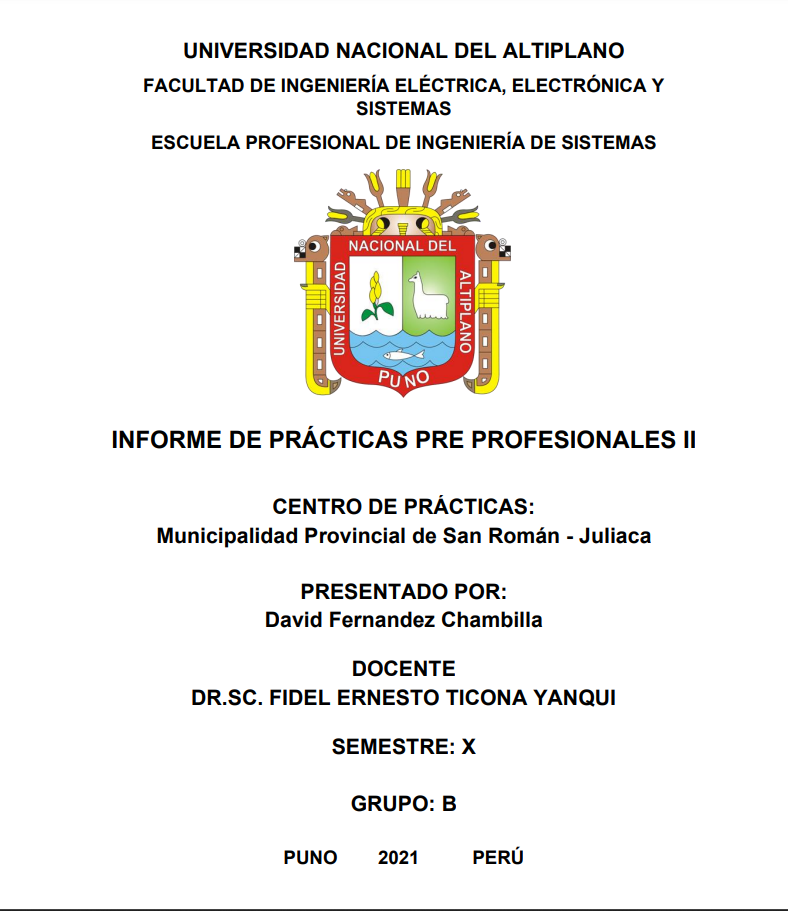 UNIVERSIDAD NACIONAL DEL ALTIPLANO
FACULTAD DE INGENIERÍA ELÉCTRICA, ELECTRÓNICA Y
SISTEMAS
ESCUELA PROFESIONAL DE INGENIERÍA DE SISTEMAS
UNIVERSIDAD
NACIONAL DEL
ALTIPLANO
PUNO
INFORME DE PRÁCTICAS PRE PROFESIONALES II
CENTRO DE PRÁCTICAS:
Municipalidad Provincial de San Román - Juliaca
PRESENTADO POR:
David Fernandez Chambilla
DOCENTE
DR.SC. FIDEL ERNESTO TICONA YANQUI
SEMESTRE: X
GRUPO: B
PUNO 2021 PERÚ